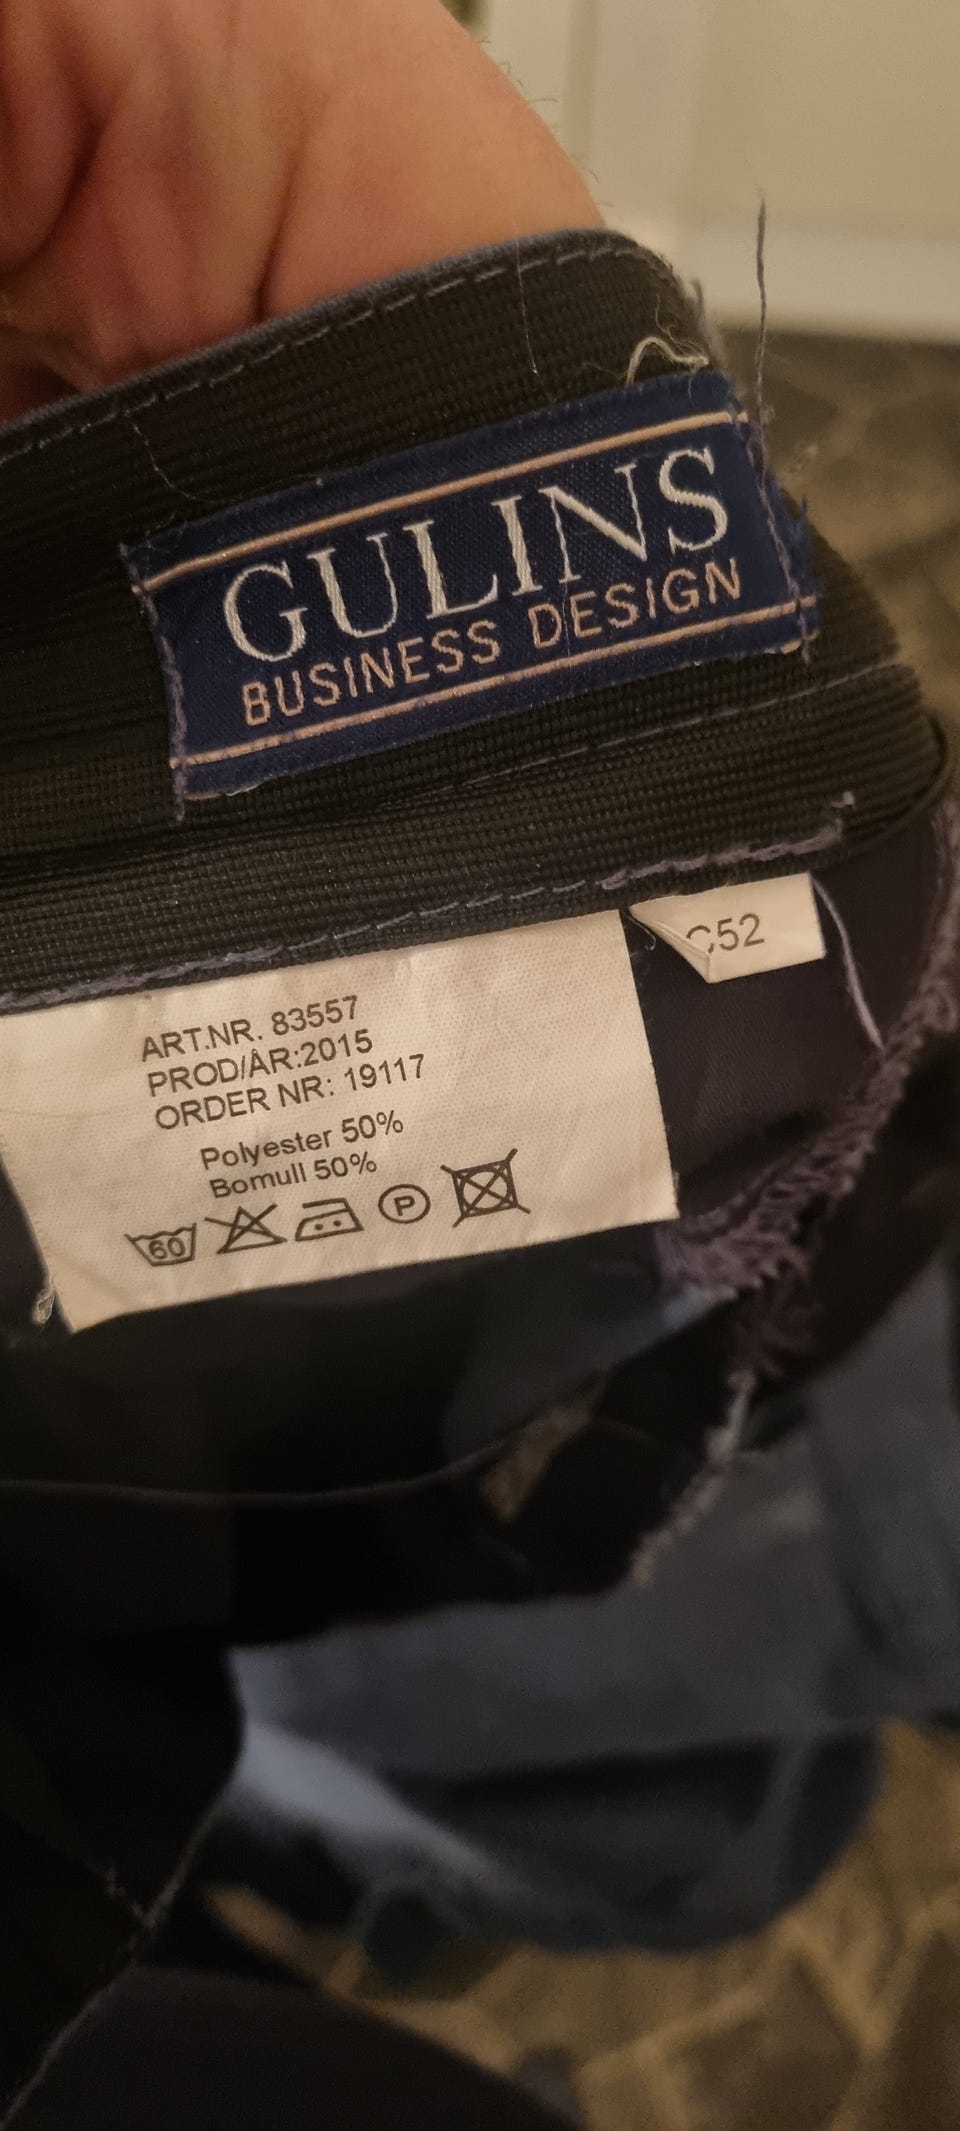 GULINS
BUSINESS DESIGN
C52
ART.NR. 83557
PROD/ÅR:2015
ORDER NR: 19117
Polyester 50%
Bomull 50%
60
P